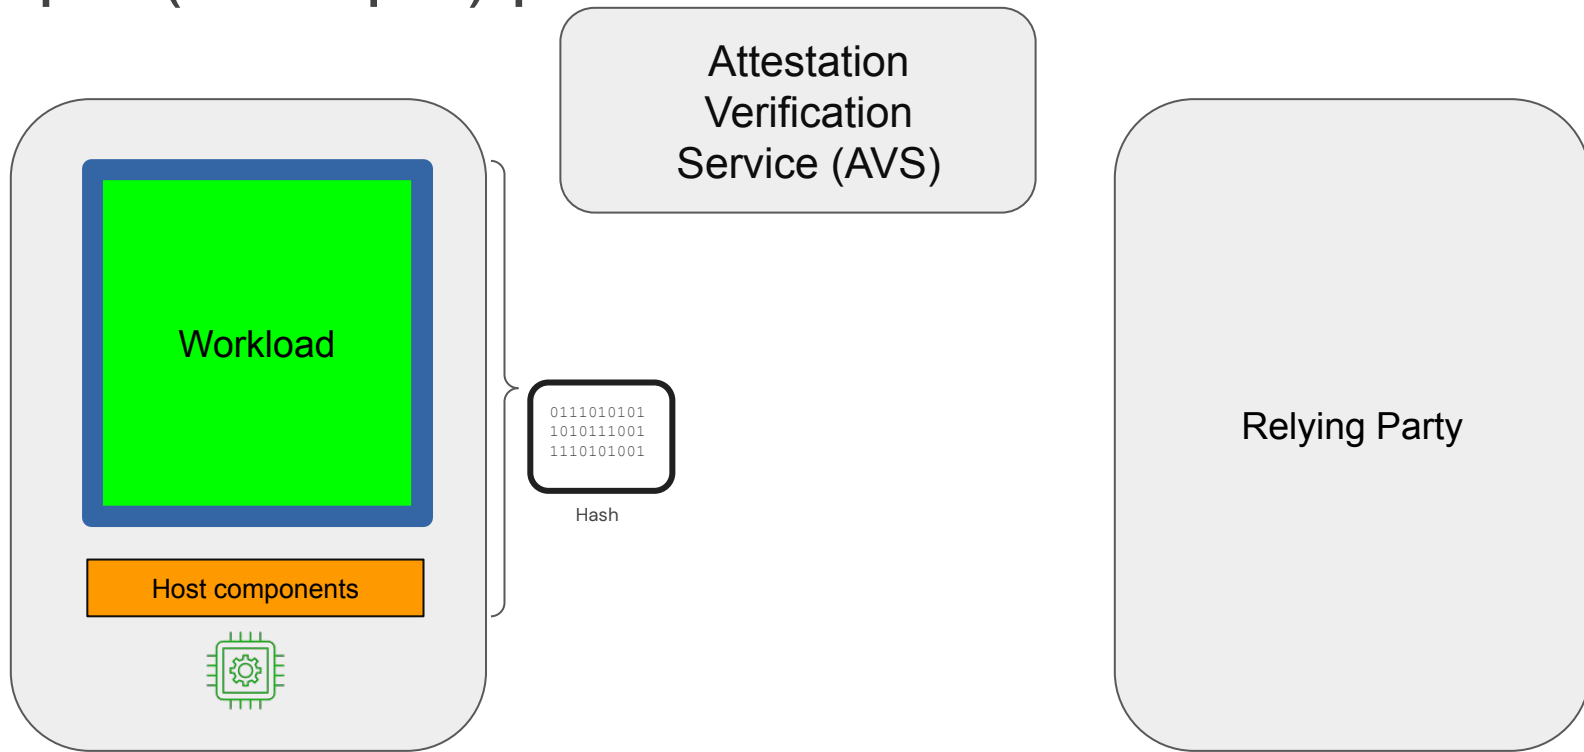 Attestation
Verification
Service (AVS)
Workload
0111010101
1010111001
1110101001
Hash
Host components
Relying Party